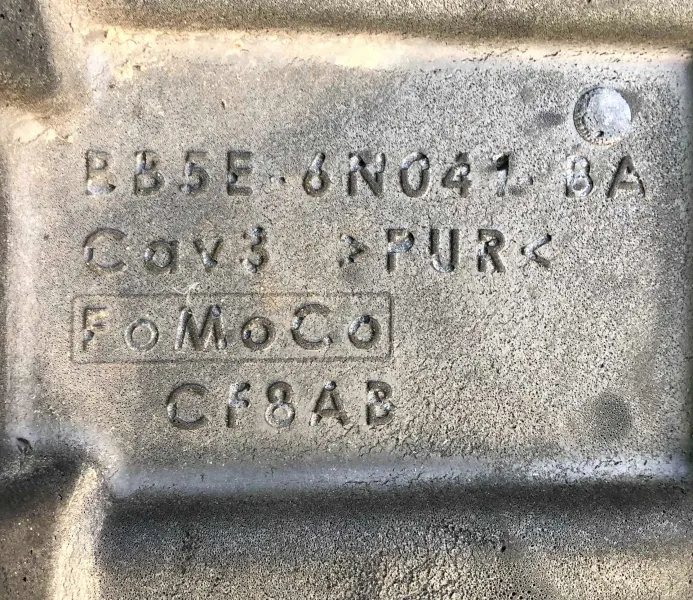 BB5E-6N041-BA
Cav3 >PUR<
FoMoCo
CF8AB